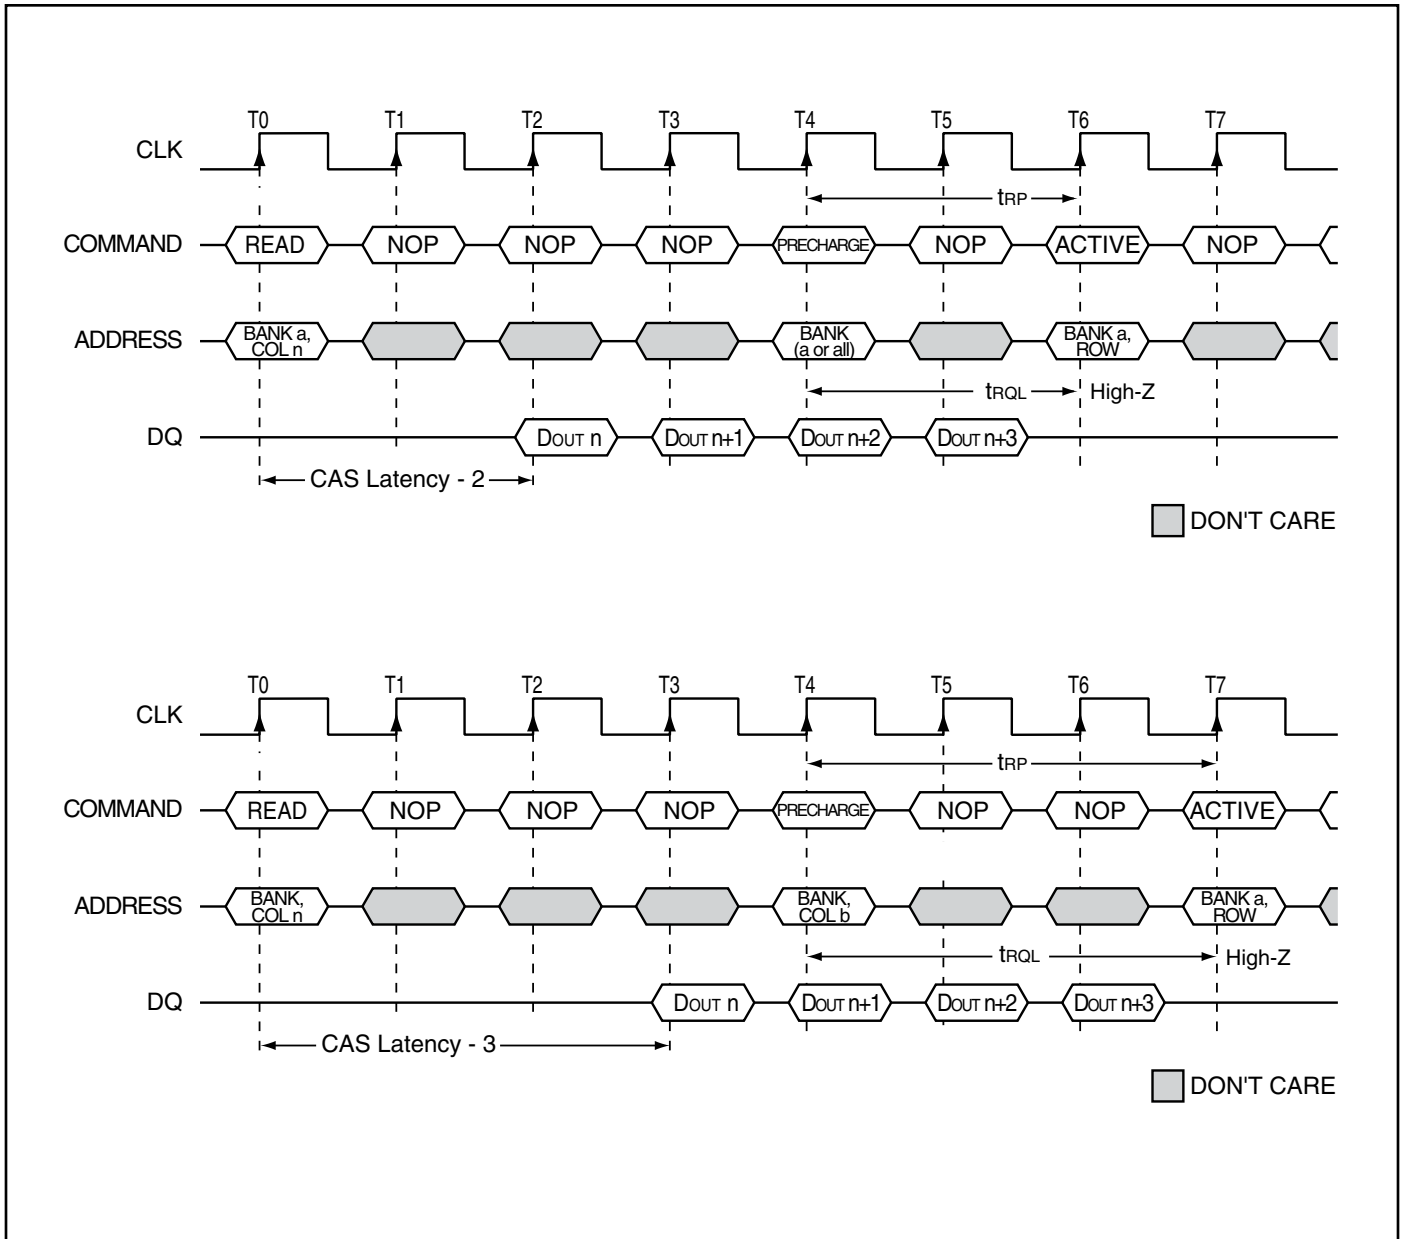 T0 T1 T2 T3 T4 T5 T6 T7
CLK
tRP
COMMAND READ NOP NOP NOP PRECHARGE NOP ACTIVE NOP
ADDRESS BANK a, COL n BANK (a or all) BANK a, ROW
tRQL High-Z
DQ DOUT n DOUT n+1 DOUT n+2 DOUT n+3
CAS Latency - 2
DON'T CARE
T0 T1 T2 T3 T4 T5 T6 T7
CLK
tRP
COMMAND READ NOP NOP NOP PRECHARGE NOP NOP ACTIVE
ADDRESS BANK, COL n BANK, COL b BANK a, ROW
tRQL High-Z
DQ DOUT n DOUT n+1 DOUT n+2 DOUT n+3
CAS Latency - 3
DON'T CARE